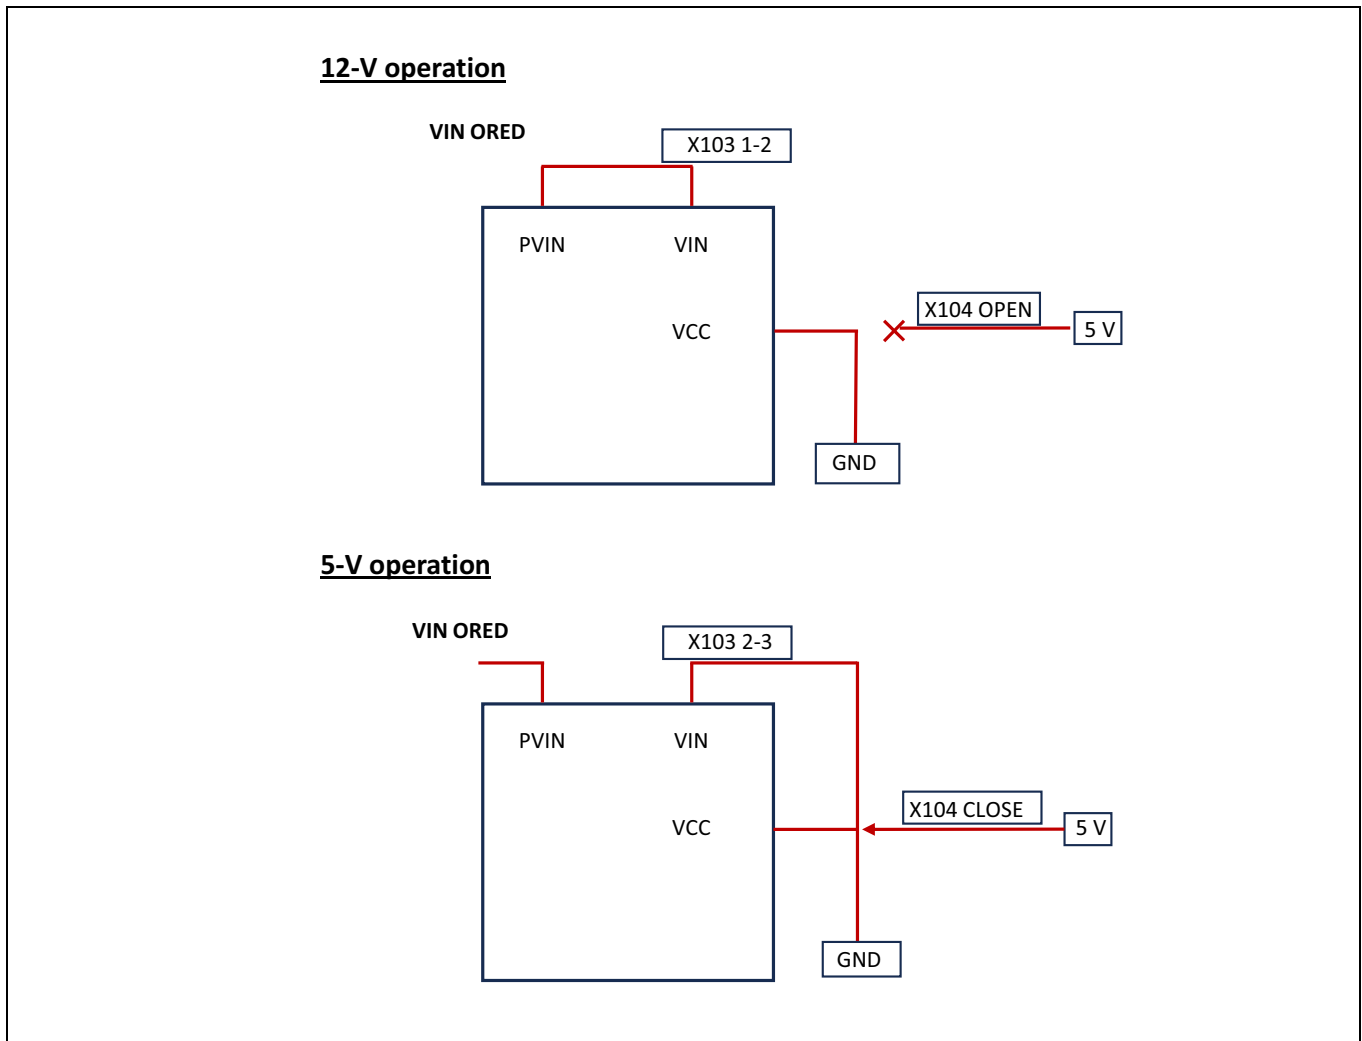 12-V operation
VIN ORED
X103 1-2
PVIN
VIN
X104 OPEN
5 V
VCC
GND
5-V operation
VIN ORED
X103 2-3
PVIN
VIN
X104 CLOSE
5 V
VCC
GND